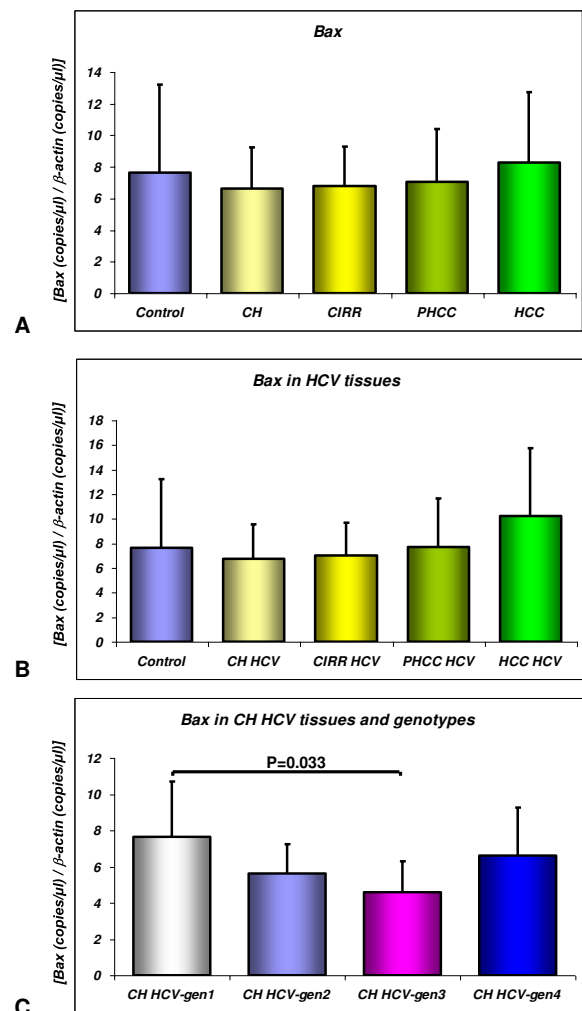 Bax
[Bax (copies/µl) / β-actin (copies/µl)]
14
12
10
8
6
4
2
0
Control CH CIRR PHCC HCC
A
Bax in HCV tissues
[Bax (copies/µl) / β-actin (copies/µl)]
18
16
14
12
10
8
6
4
2
0
Control CH HCV CIRR HCV PHCC HCV HCC HCV
B
Bax in CH HCV tissues and genotypes
[Bax (copies/µl) / β-actin (copies/µl)]
12
10
8
6
4
2
0
P=0.033
CH HCV-gen1 CH HCV-gen2 CH HCV-gen3 CH HCV-gen4
C